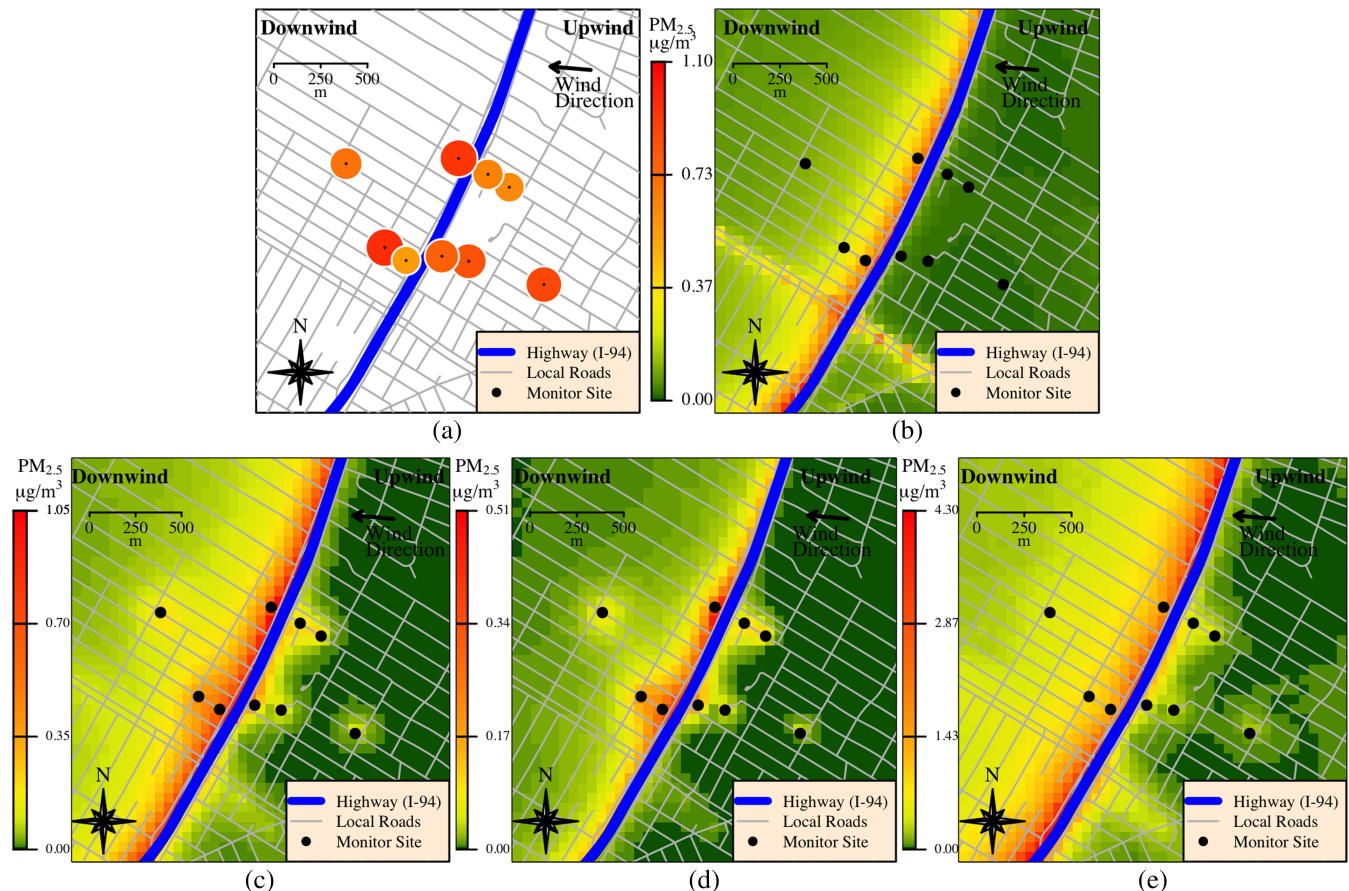 Downwind
Upwind
0 250 500
m
Wind
Direction
N
Highway (I-94)
Local Roads
Monitor Site
(a)
PM2.5
μg/m3
1.10
0.73
0.37
0.00
Downwind
Upwind
0 250 500
m
Wind
Direction
N
Highway (I-94)
Local Roads
Monitor Site
(b)
PM2.5
μg/m3
1.05
0.70
0.35
0.00
Downwind
Upwind
0 250 500
m
Wind
Direction
N
Highway (I-94)
Local Roads
Monitor Site
(c)
PM2.5
μg/m3
0.51
0.34
0.17
0.00
Downwind
Upwind
0 250 500
m
Wind
Direction
N
Highway (I-94)
Local Roads
Monitor Site
(d)
PM2.5
μg/m3
4.30
2.87
1.43
0.00
Downwind
Upwind
0 250 500
m
Wind
Direction
N
Highway (I-94)
Local Roads
Monitor Site
(e)